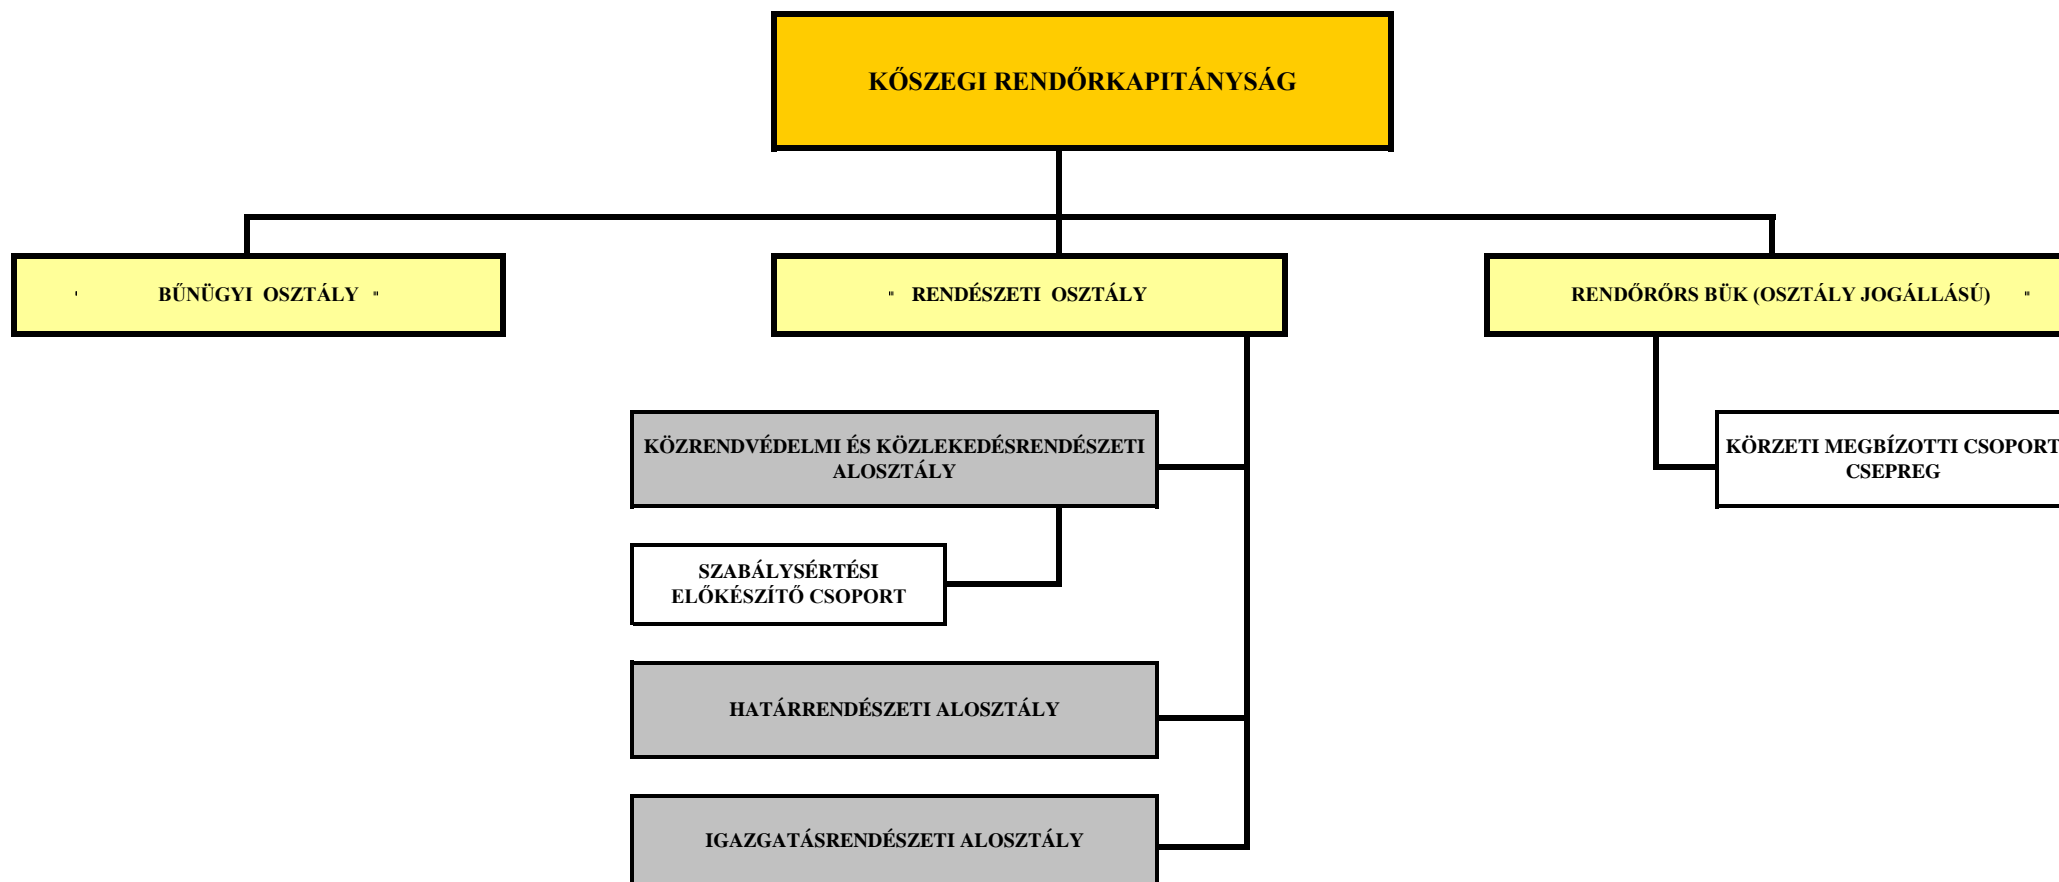 KŐSZEGI RENDŐRKAPITÁNYSÁG
' BŰNÜGYI OSZTÁLY "
" RENDÉSZETI OSZTÁLY
RENDŐRŐRS BÜK (OSZTÁLY JOGÁLLÁSÚ) "
KÖZRENDVÉDELMI ÉS KÖZLEKEDÉSRENDÉSZETI
ALOSZTÁLY
KÖRZETI MEGBÍZOTTI CSOPORT
CSEPREG
SZABÁLYSÉRTÉSI
ELŐKÉSZÍTŐ CSOPORT
HATÁRRENDÉSZETI ALOSZTÁLY
IGAZGATÁSRENDÉSZETI ALOSZTÁLY